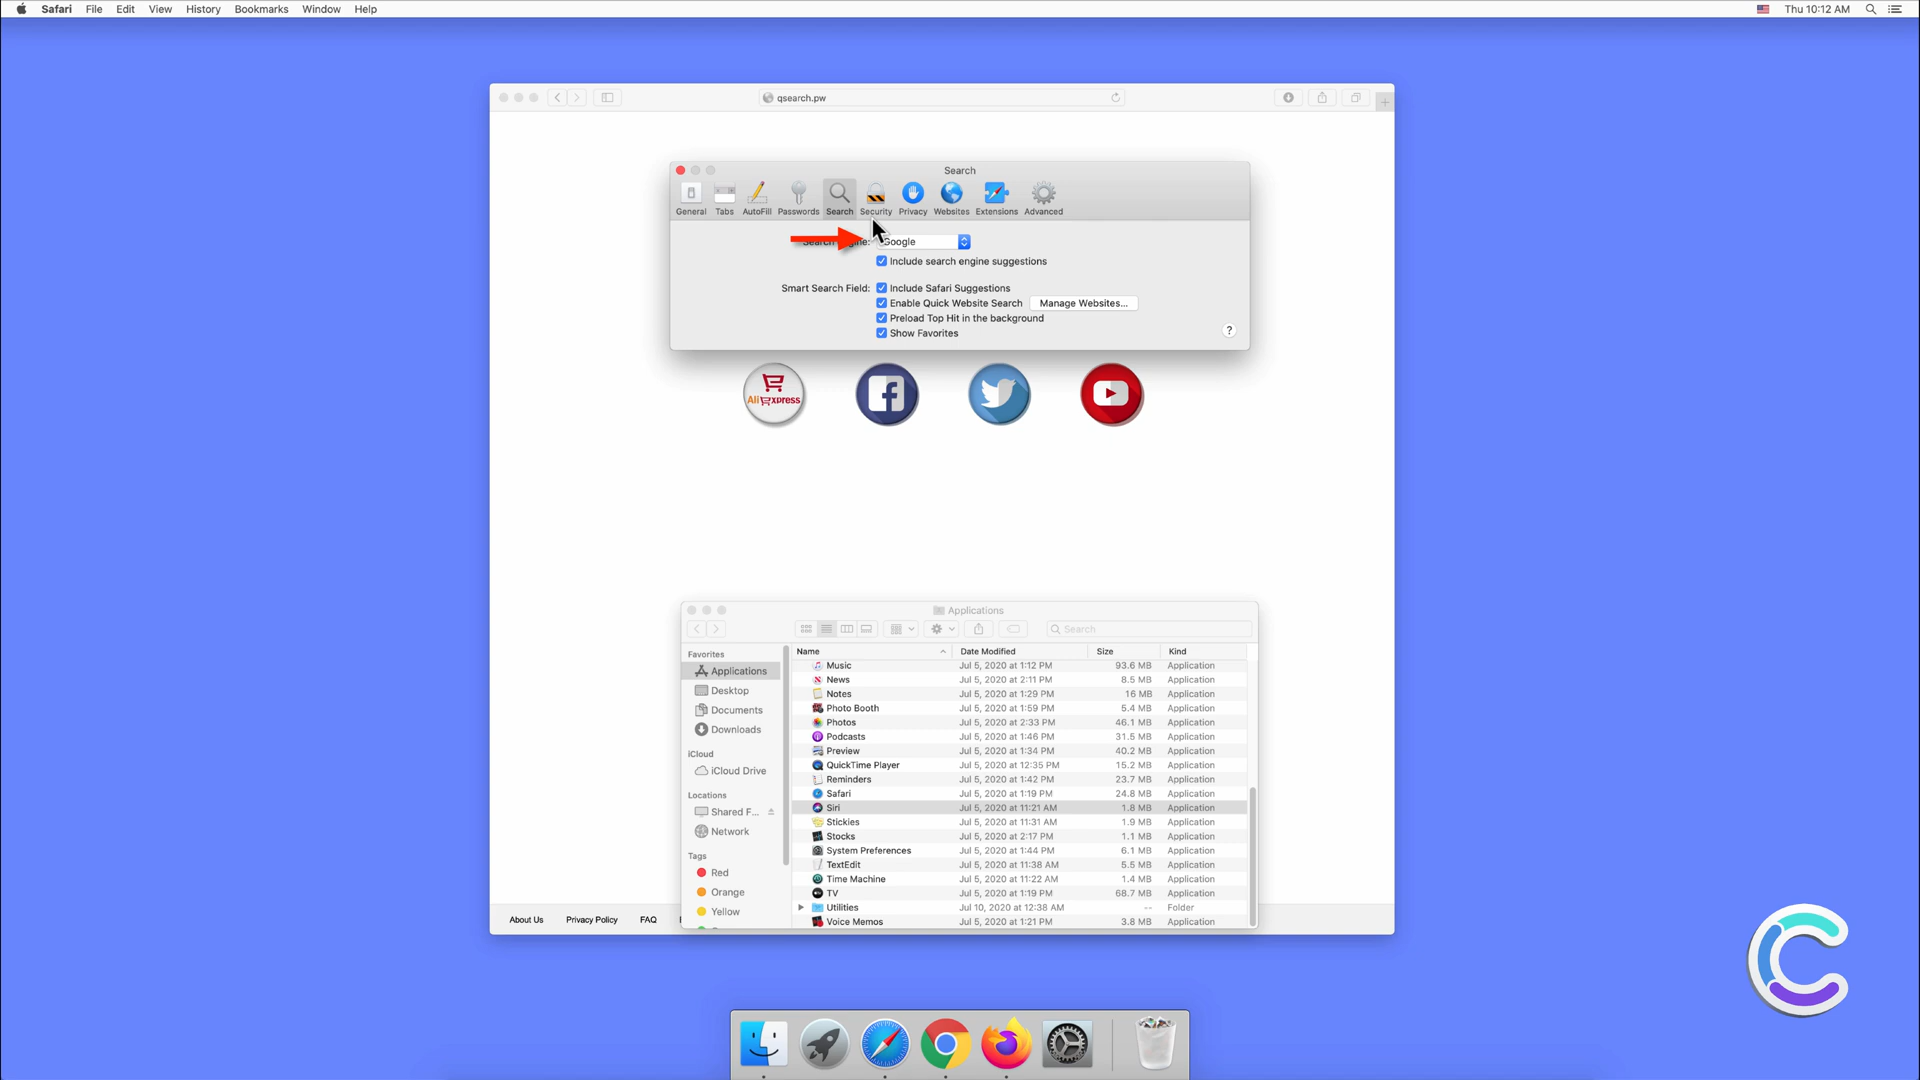 Safari File Edit View History Bookmarks Window Help
Thu 10:12 AM
qsearch.pw
Search
General Tabs AutoFill Passwords Search Security Privacy Websites Extensions Advanced
Search Engine: Google
Include search engine suggestions
Smart Search Field: Include Safari Suggestions
Enable Quick Website Search Manage Websites...
Preload Top Hit in the background
Show Favorites
?
AliExpress
Applications
Search
Favorites
Applications
Desktop
Documents
Downloads
iCloud
iCloud Drive
Locations
Shared F...
Network
Tags
Red
Orange
Yellow
Name Date Modified Size Kind
Music Jul 5, 2020 at 1:12 PM 93.6 MB Application
News Jul 5, 2020 at 2:11 PM 8.5 MB Application
Notes Jul 5, 2020 at 1:29 PM 16 MB Application
Photo Booth Jul 5, 2020 at 1:59 PM 5.4 MB Application
Photos Jul 5, 2020 at 2:33 PM 46.1 MB Application
Podcasts Jul 5, 2020 at 1:46 PM 31.5 MB Application
Preview Jul 5, 2020 at 1:34 PM 40.2 MB Application
QuickTime Player Jul 5, 2020 at 12:35 PM 15.2 MB Application
Reminders Jul 5, 2020 at 1:42 PM 23.7 MB Application
Safari Jul 5, 2020 at 1:19 PM 24.8 MB Application
Siri Jul 5, 2020 at 11:21 AM 1.8 MB Application
Stickies Jul 5, 2020 at 11:31 AM 1.9 MB Application
Stocks Jul 5, 2020 at 2:17 PM 1.1 MB Application
System Preferences Jul 5, 2020 at 1:44 PM 6.1 MB Application
TextEdit Jul 5, 2020 at 11:38 AM 5.5 MB Application
Time Machine Jul 5, 2020 at 11:22 AM 1.4 MB Application
TV Jul 5, 2020 at 1:19 PM 68.7 MB Application
Utilities Jul 10, 2020 at 12:38 AM -- Folder
Voice Memos Jul 5, 2020 at 1:21 PM 3.8 MB Application
About Us Privacy Policy FAQ